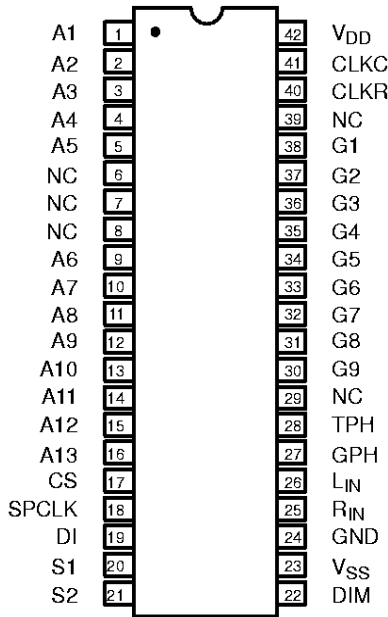 A1 1 42 VDD
A2 2 41 CLKC
A3 3 40 CLKR
A4 4 39 NC
A5 5 38 G1
NC 6 37 G2
NC 7 36 G3
NC 8 35 G4
A6 9 34 G5
A7 10 33 G6
A8 11 32 G7
A9 12 31 G8
A10 13 30 G9
A11 14 29 NC
A12 15 28 TPH
A13 16 27 GPH
CS 17 26 LIN
SPCLK 18 25 RIN
DI 19 24 GND
S1 20 23 VSS
S2 21 22 DIM